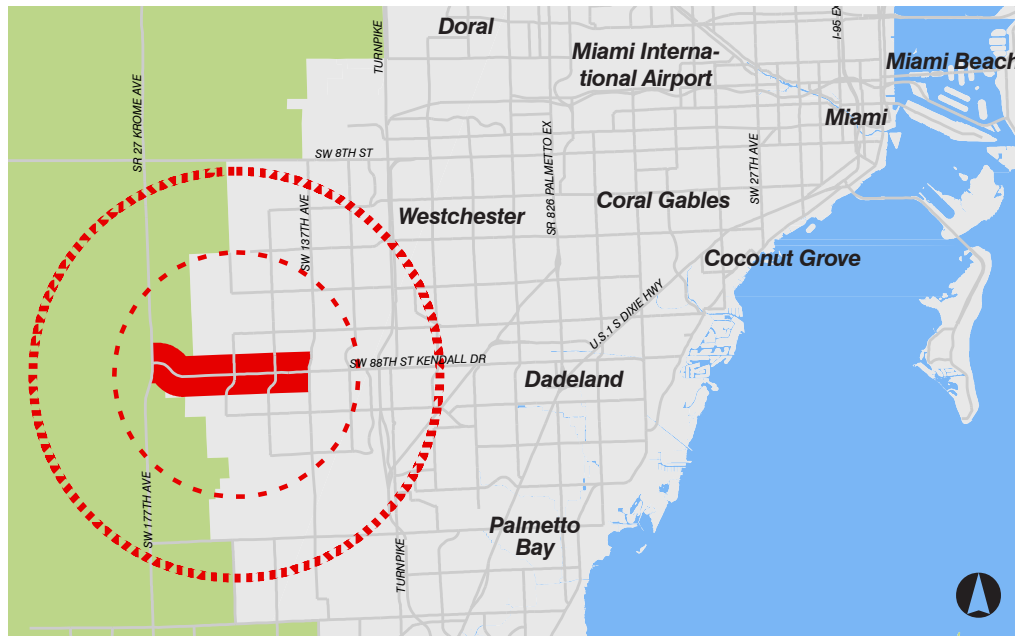 Doral
TURNPIKE
I-95 EX
Miami Interna-
tional Airport
Miami Beach
SR 27 KROME AVE
Miami
SW 8TH ST
SR 826 PALMETTO EX
SW 27TH AVE
SW 137TH AVE
Westchester
Coral Gables
Coconut Grove
U.S.1 S DIXIE HWY
SW 88TH ST KENDALL DR
Dadeland
SW 177TH AVE
Palmetto
Bay
TURNPIKE